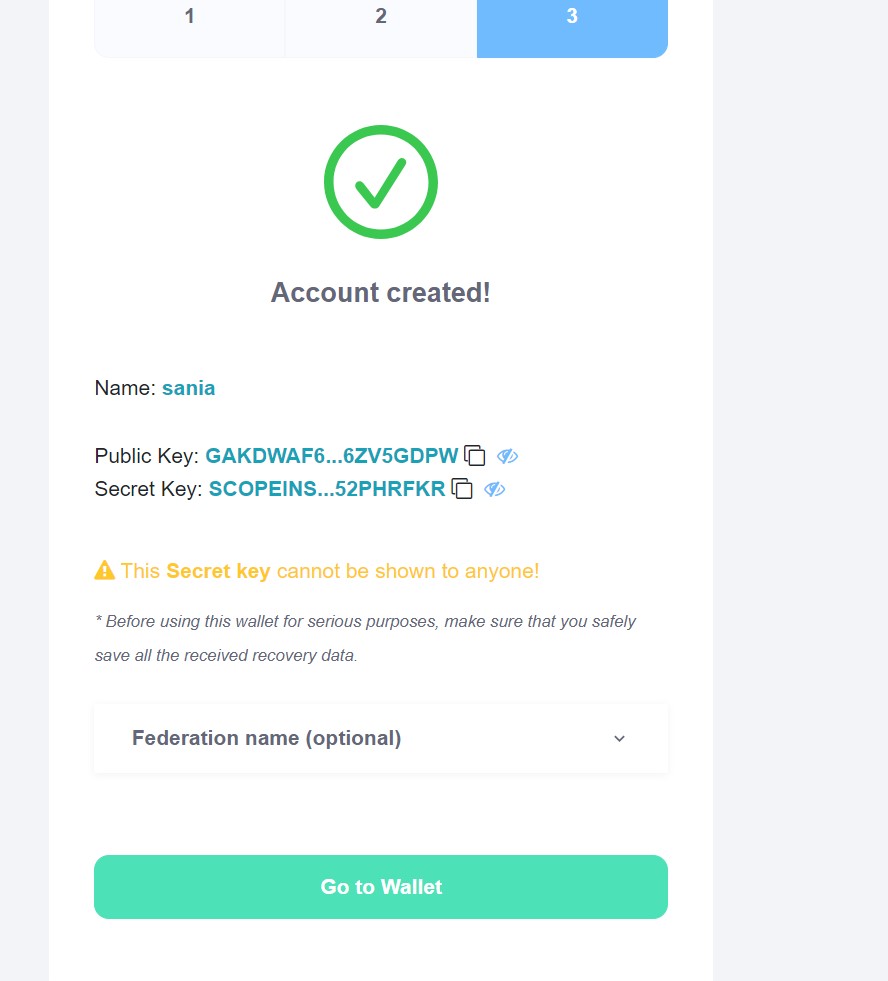 1 2 3
Account created!
Name: sania
Public Key: GAKDWAF6...6ZV5GDPW
Secret Key: SCOPEINS...52PHRFKR
This Secret key cannot be shown to anyone!
* Before using this wallet for serious purposes, make sure that you safely
save all the received recovery data.
Federation name (optional)
Go to Wallet